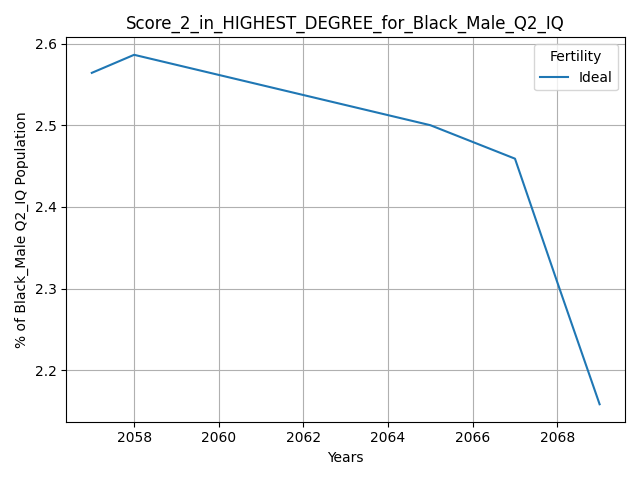 Score_2_in_HIGHEST_DEGREE_for_Black_Male_Q2_IQ
% of Black_Male Q2_IQ Population
2.6
2.5
2.4
2.3
2.2
Fertility
Ideal
2058 2060 2062 2064 2066 2068
Years